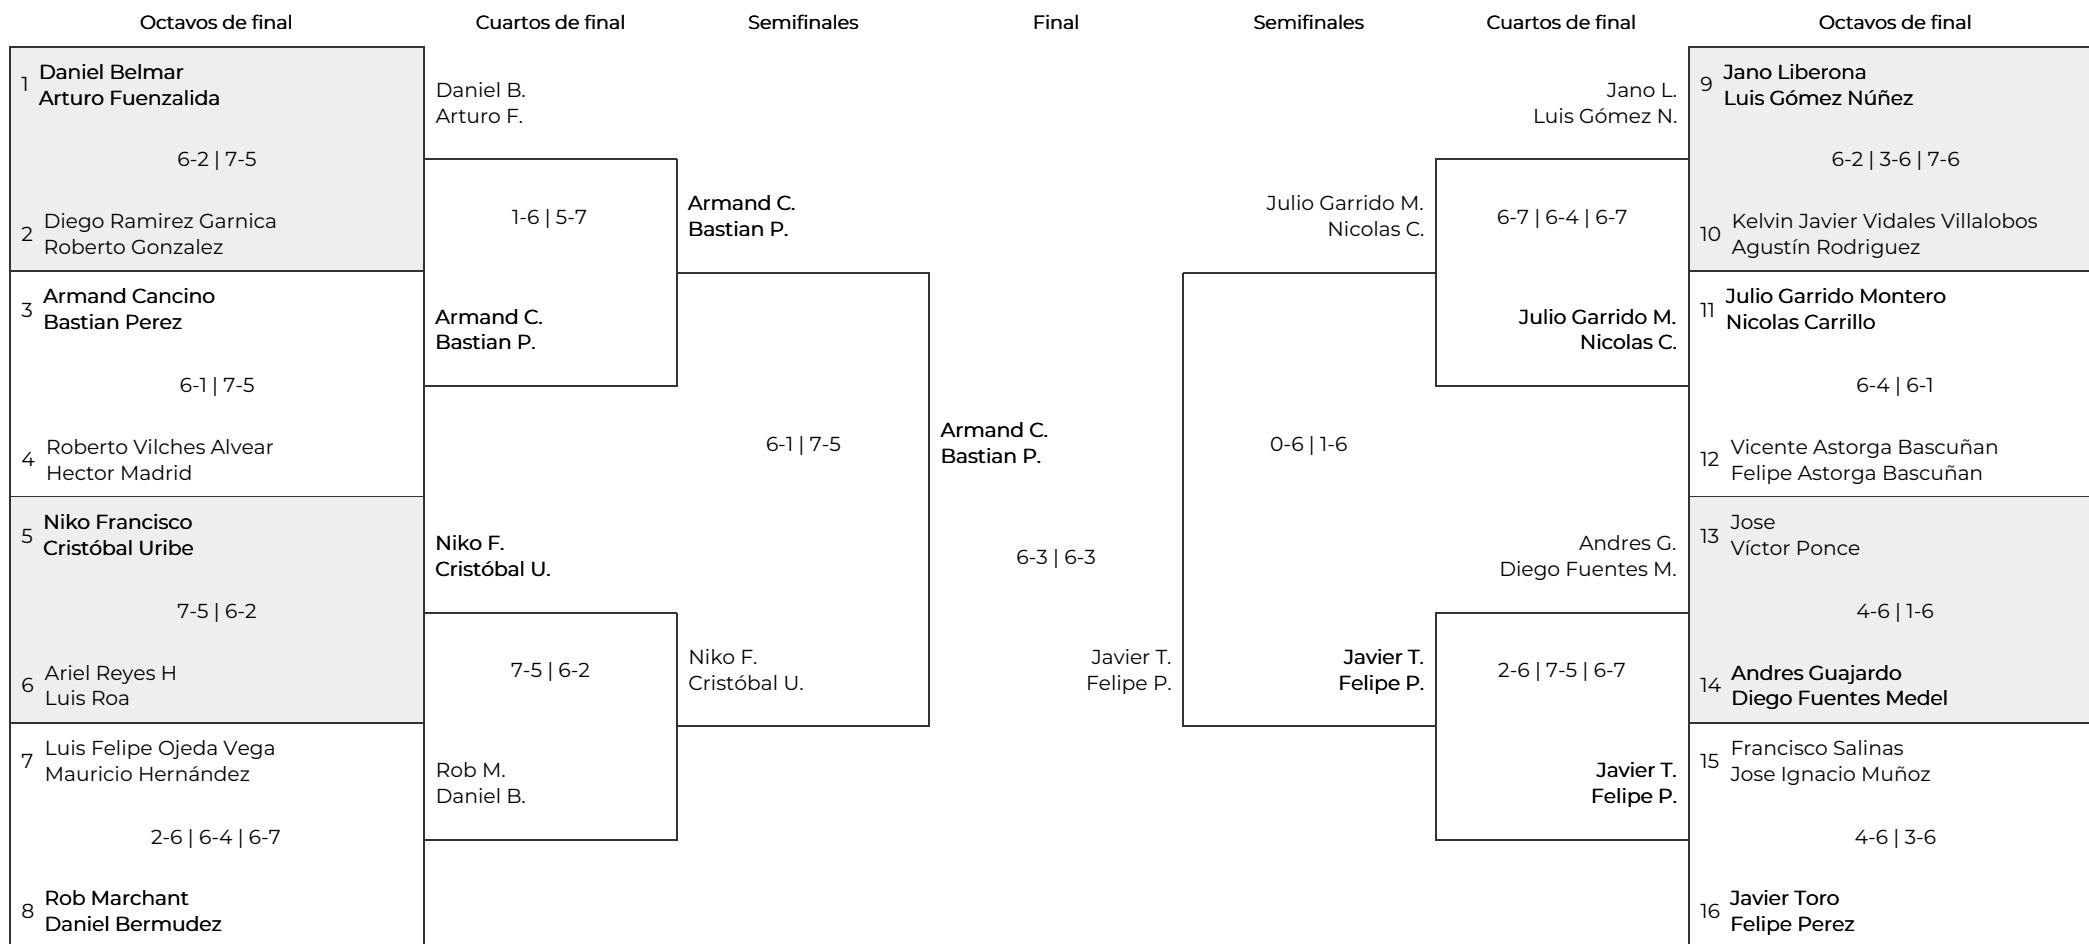 Octavos de final
Cuartos de final
Semifinales
Final
Semifinales
Cuartos de final
Octavos de final
1
Daniel Belmar
Arturo Fuenzalida
6-2 | 7-5
2
Diego Ramirez Garnica
Roberto Gonzalez
3
Armand Cancino
Bastian Perez
6-1 | 7-5
4
Roberto Vilches Alvear
Hector Madrid
5
Niko Francisco
Cristóbal Uribe
7-5 | 6-2
6
Ariel Reyes H
Luis Roa
7
Luis Felipe Ojeda Vega
Mauricio Hernández
2-6 | 6-4 | 6-7
8
Rob Marchant
Daniel Bermudez
Daniel B.
Arturo F.
1-6 | 5-7
Armand C.
Bastian P.
Niko F.
Cristóbal U.
7-5 | 6-2
Rob M.
Daniel B.
Armand C.
Bastian P.
6-1 | 7-5
Niko F.
Cristóbal U.
Armand C.
Bastian P.
6-3 | 6-3
Javier T.
Felipe P.
Julio Garrido M.
Nicolas C.
0-6 | 1-6
Javier T.
Felipe P.
Jano L.
Luis Gómez N.
6-7 | 6-4 | 6-7
Julio Garrido M.
Nicolas C.
Andres G.
Diego Fuentes M.
2-6 | 7-5 | 6-7
Javier T.
Felipe P.
9
Jano Liberona
Luis Gómez Núñez
6-2 | 3-6 | 7-6
10
Kelvin Javier Vidales Villalobos
Agustín Rodriguez
11
Julio Garrido Montero
Nicolas Carrillo
6-4 | 6-1
12
Vicente Astorga Bascuñan
Felipe Astorga Bascuñan
13
Jose
Víctor Ponce
4-6 | 1-6
14
Andres Guajardo
Diego Fuentes Medel
15
Francisco Salinas
Jose Ignacio Muñoz
4-6 | 3-6
16
Javier Toro
Felipe Perez